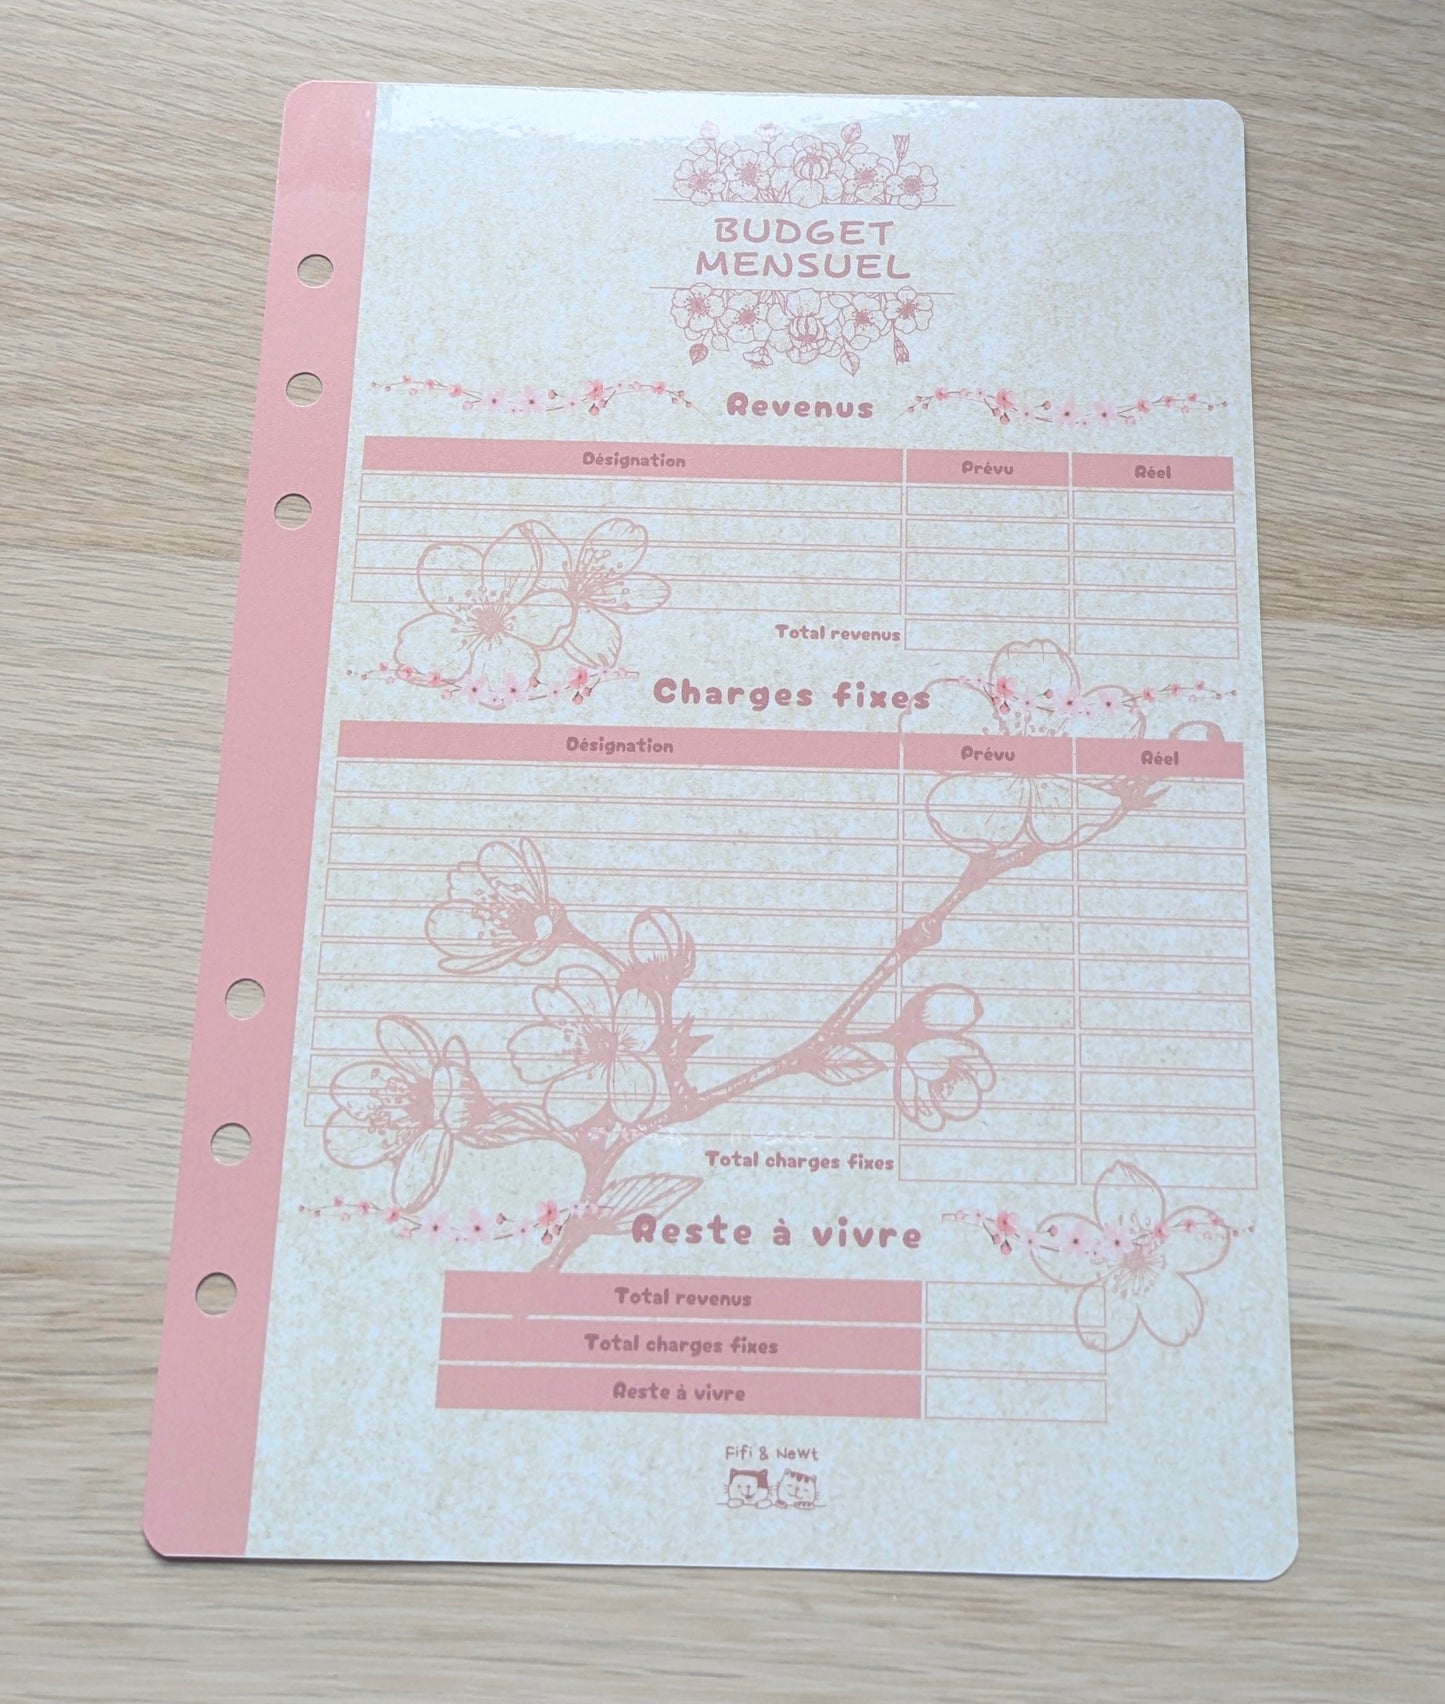 BUDGET
MENSUEL
Revenus
Désignation Prévu Réel
Total revenus
Charges fixes
Désignation Prévu Réel
Total charges fixes
Reste à vivre
Total revenus
Total charges fixes
Reste à vivre
Fifi & Newt